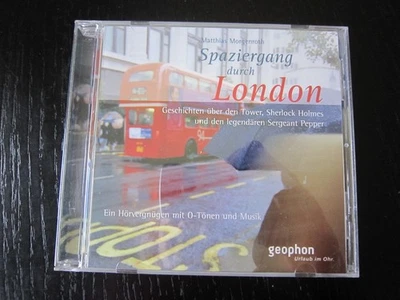 Matthias Morgenroth
Spaziergang
durch
London
Geschichten über den Tower, Sherlock Holmes
und den legendären Sergeant Pepper
Ein Hörvergnügen mit O-Tönen und Musik
geophon
Urlaub im Ohr.